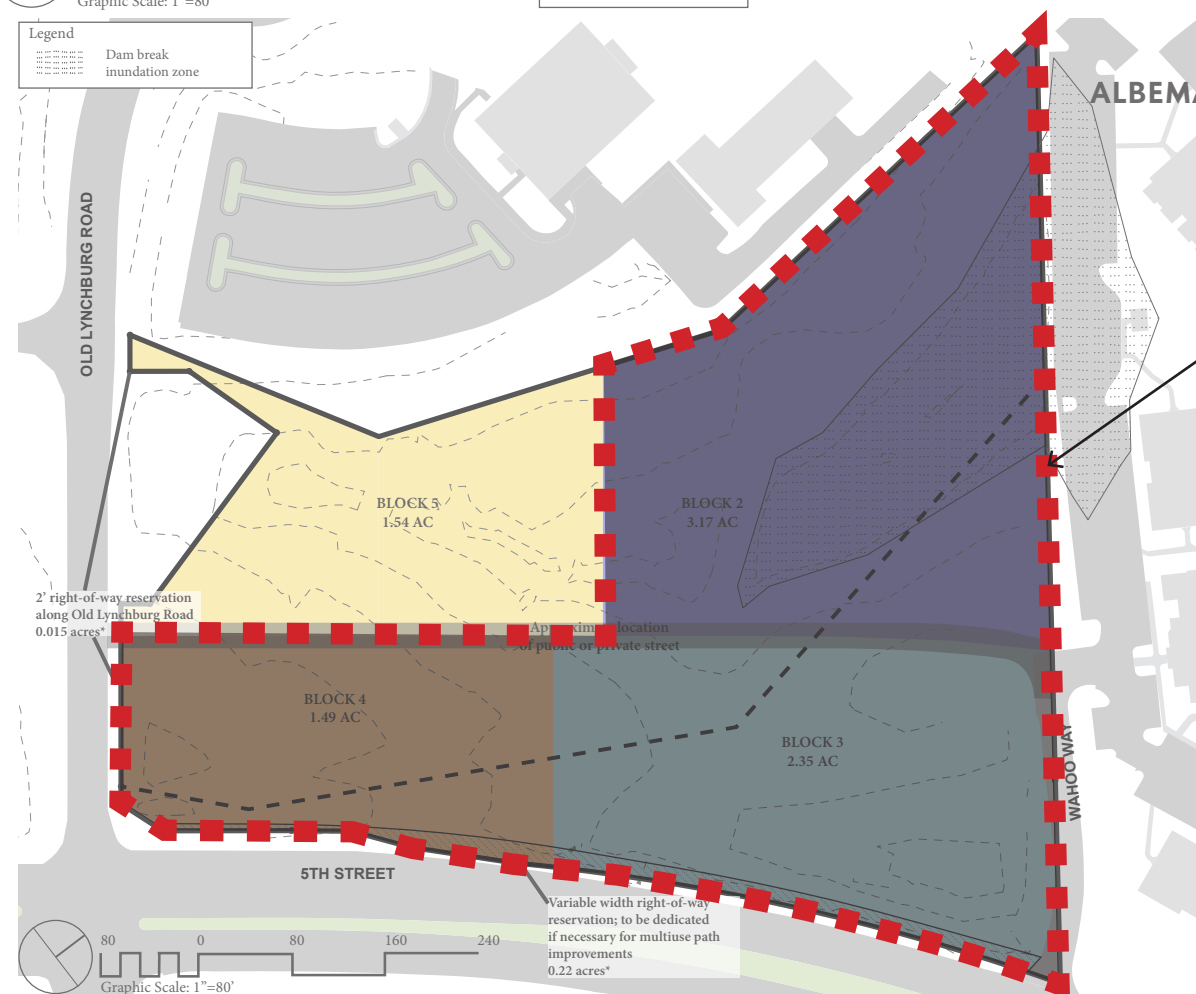 Graphic Scale: 1"=80'
Legend
Dam break
inundation zone
ALBEMA
OLD LYNCHBURG ROAD
BLOCK 5
1.54 AC
BLOCK 2
3.17 AC
2' right-of-way reservation
along Old Lynchburg Road
0.015 acres*
Approximate location
of public or private street
BLOCK 4
1.49 AC
BLOCK 3
2.35 AC
WAHOO WAY
5TH STREET
Variable width right-of-way
reservation; to be dedicated
if necessary for multiuse path
improvements
0.22 acres*
80 0 80 160 240
Graphic Scale: 1"=80'